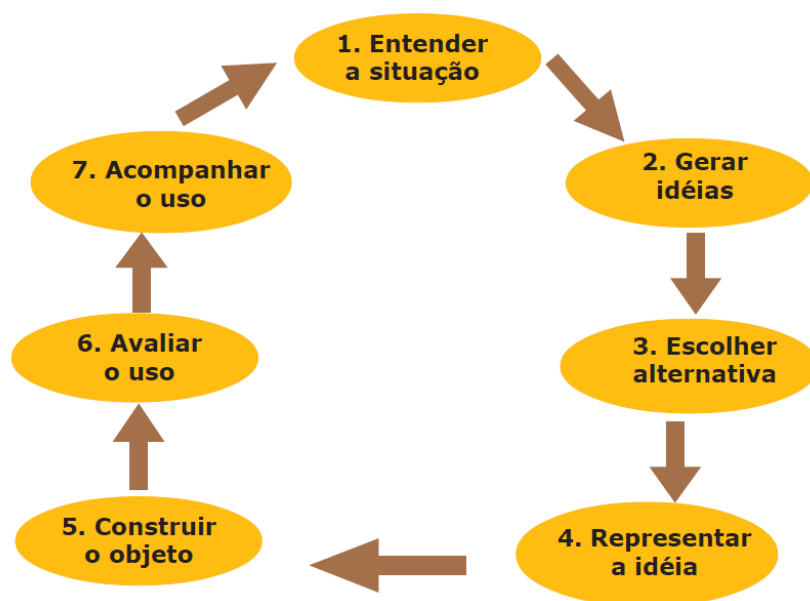 1. Entender
a situação
2. Gerar
idéias
3. Escolher
alternativa
4. Representar
a idéia
5. Construir
o objeto
6. Avaliar
o uso
7. Acompanhar
o uso